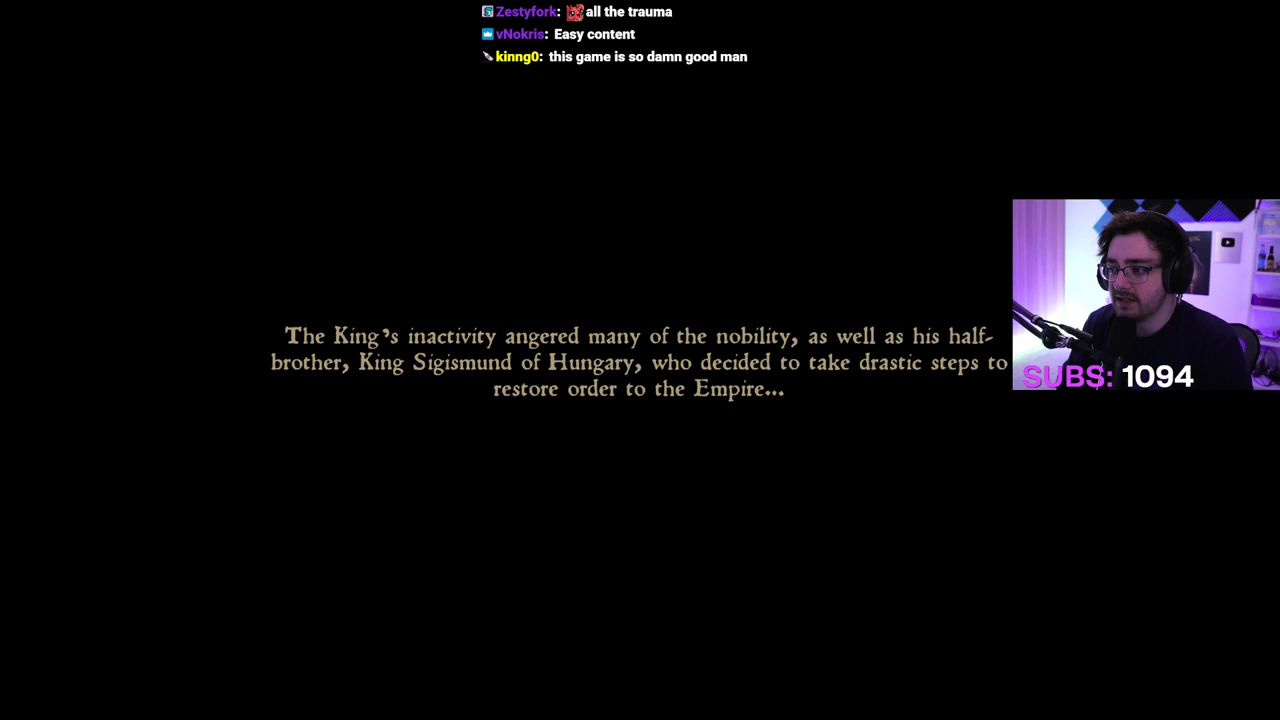 Zestyfork: all the trauma
vNokris: Easy content
kinng0: this game is so damn good man
The King's inactivity angered many of the nobility, as well as his half-
brother, King Sigismund of Hungary, who decided to take drastic steps to
restore order to the Empire...
SUBS: 1094